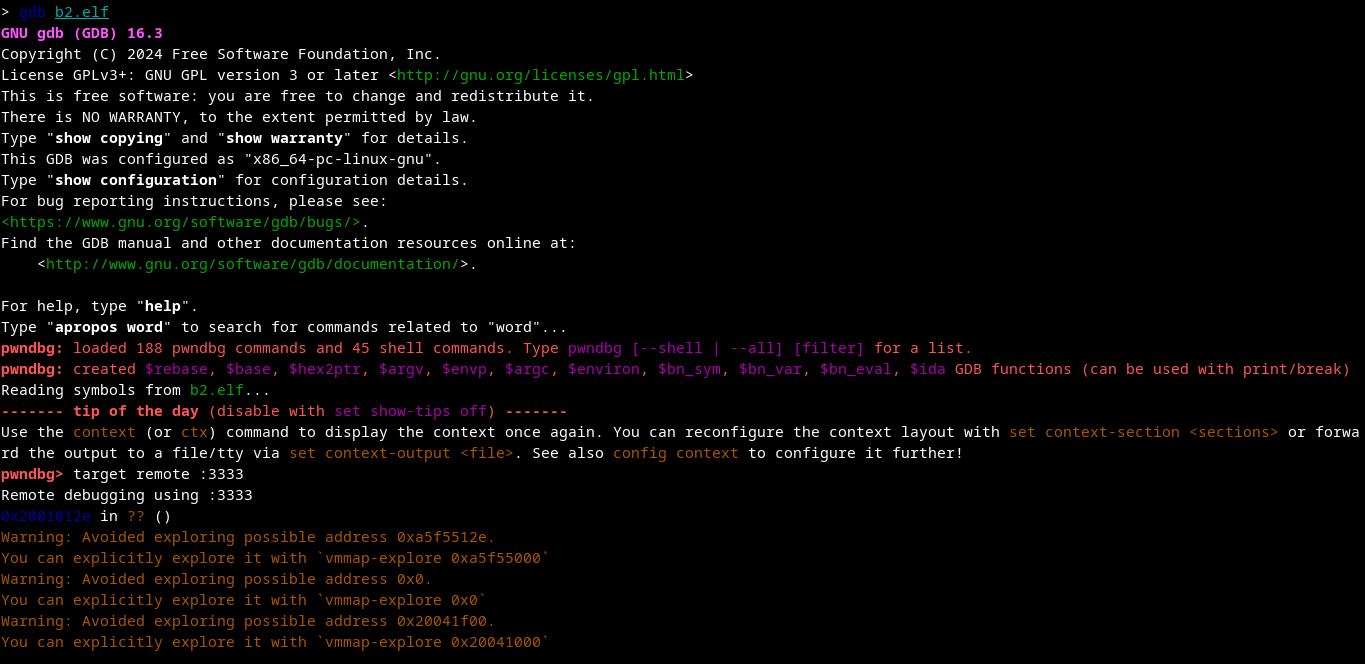 > gdb b2.elf
GNU gdb (GDB) 16.3
Copyright (C) 2024 Free Software Foundation, Inc.
License GPLv3+: GNU GPL version 3 or later <http://gnu.org/licenses/gpl.html>
This is free software: you are free to change and redistribute it.
There is NO WARRANTY, to the extent permitted by law.
Type "show copying" and "show warranty" for details.
This GDB was configured as "x86_64-pc-linux-gnu".
Type "show configuration" for configuration details.
For bug reporting instructions, please see:
<https://www.gnu.org/software/gdb/bugs/>.
Find the GDB manual and other documentation resources online at:
    <http://www.gnu.org/software/gdb/documentation/>.

For help, type "help".
Type "apropos word" to search for commands related to "word"...
pwndbg: loaded 188 pwndbg commands and 45 shell commands. Type pwndbg [--shell | --all] [filter] for a list.
pwndbg: created $rebase, $base, $hex2ptr, $argv, $envp, $argc, $environ, $bn_sym, $bn_var, $bn_eval, $ida GDB functions (can be used with print/break)
Reading symbols from b2.elf...
------- tip of the day (disable with set show-tips off) -------
Use the context (or ctx) command to display the context once again. You can reconfigure the context layout with set context-section <sections> or forwa
rd the output to a file/tty via set context-output <file>. See also config context to configure it further!
pwndbg> target remote :3333
Remote debugging using :3333
0x2001012e in ?? ()
Warning: Avoided exploring possible address 0xa5f5512e.
You can explicitly explore it with `vmmap-explore 0xa5f55000`
Warning: Avoided exploring possible address 0x0.
You can explicitly explore it with `vmmap-explore 0x0`
Warning: Avoided exploring possible address 0x20041f00.
You can explicitly explore it with `vmmap-explore 0x20041000`